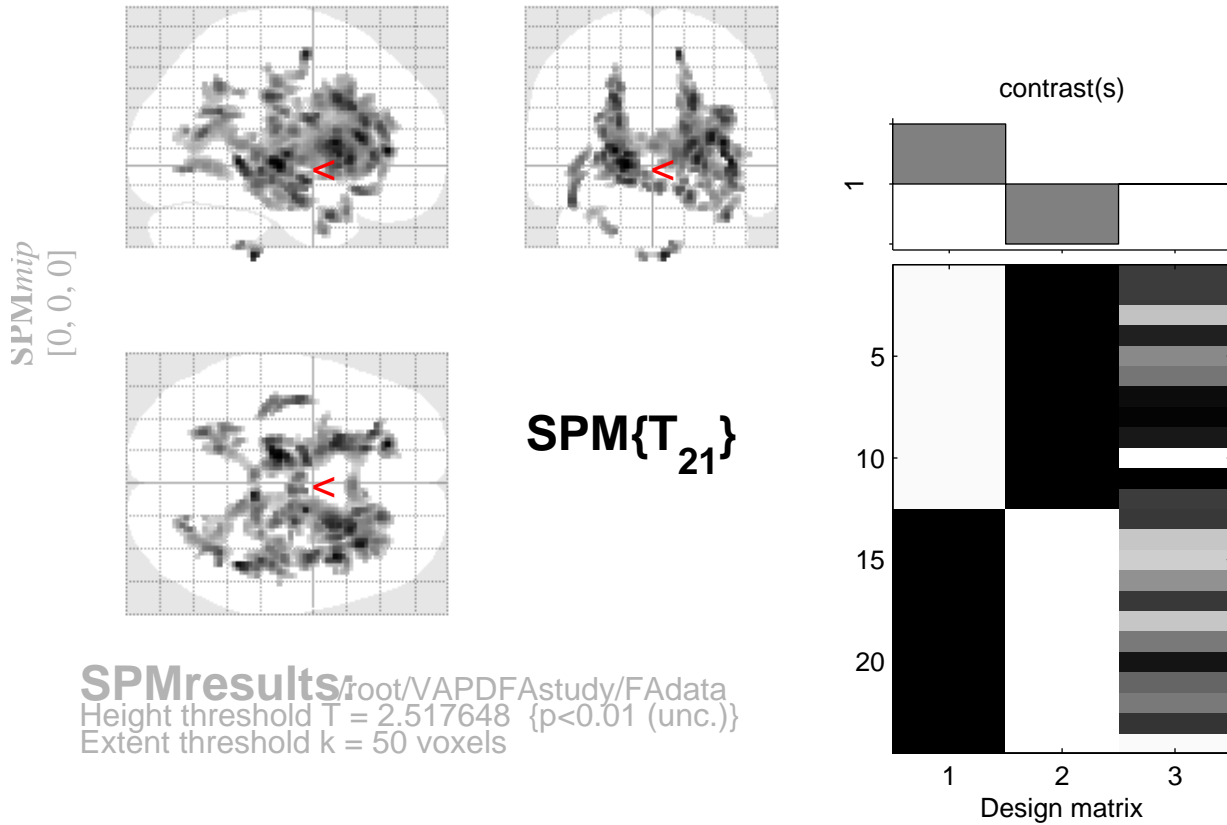 SPMmip
[0, 0, 0]
<
<
<
SPM{T_21}
SPMresults: /root/VAPDFAstudy/FAdata
Height threshold T = 2.517648 {p<0.01 (unc.)}
Extent threshold k = 50 voxels
contrast(s)
1
5
10
15
20
1 2 3
Design matrix